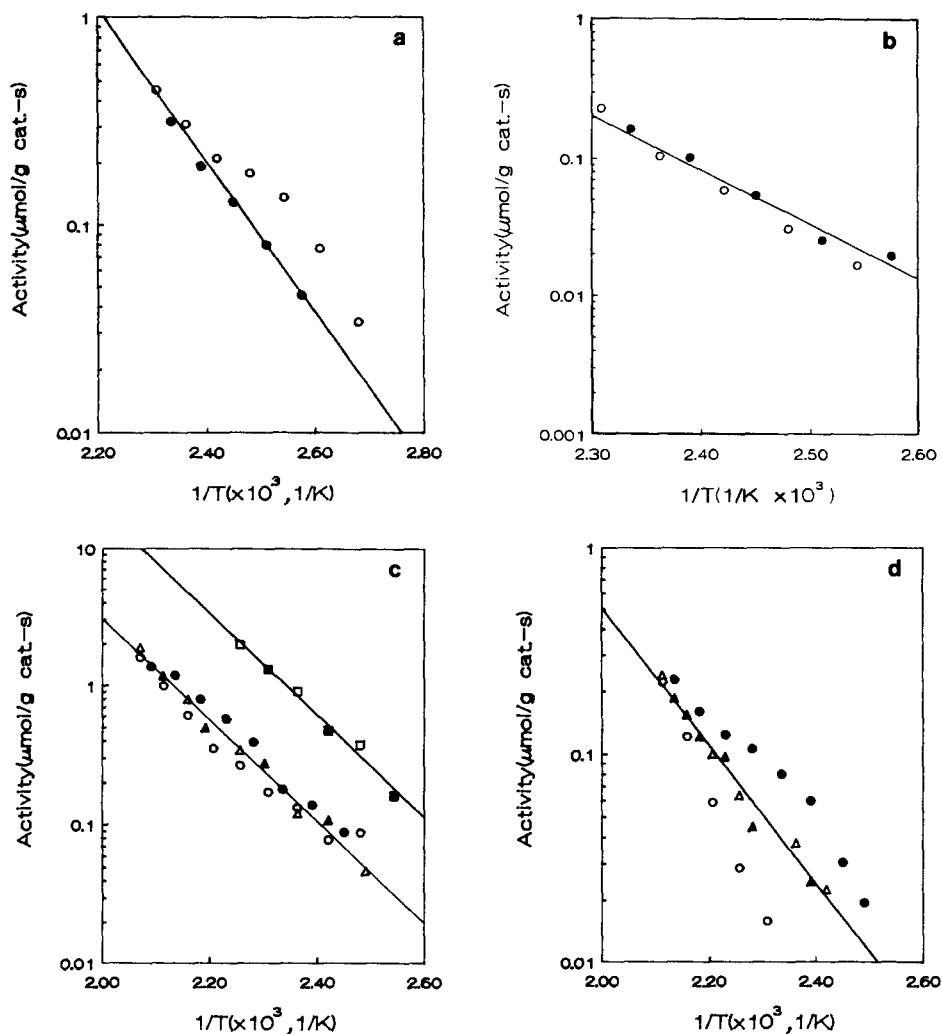 a
1
0.1
0.01
2.20
2.40
2.60
2.80
Activity(μmol/g cat.-s)
1/T(x10³, 1/K)
b
1
0.1
0.01
0.001
2.30
2.40
2.50
2.60
Activity(μmol/g cat.-s)
1/T(1/K x10³)
c
10
1
0.1
0.01
2.00
2.20
2.40
2.60
Activity(μmol/g cat.-s)
1/T(x10³, 1/K)
d
1
0.1
0.01
2.00
2.20
2.40
2.60
Activity(μmol/g cat.-s)
1/T(x10³, 1/K)